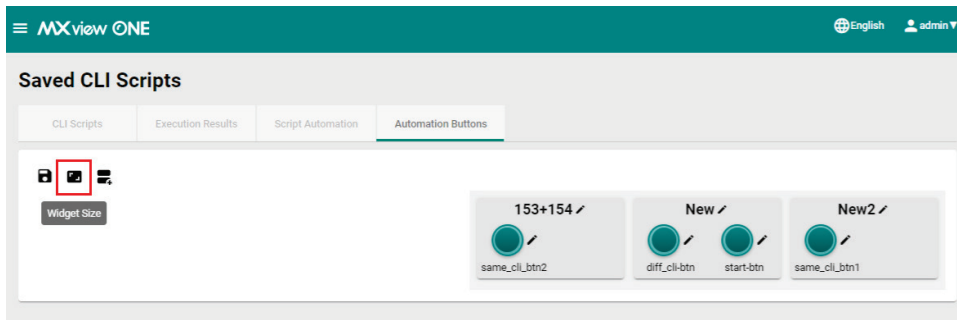 MXview ONE English admin
Saved CLI Scripts
CLI Scripts Execution Results Script Automation Automation Buttons
Widget Size
153+154 New New2
same_cli_btn2 diff_cli-btn start-btn same_cli_btn1